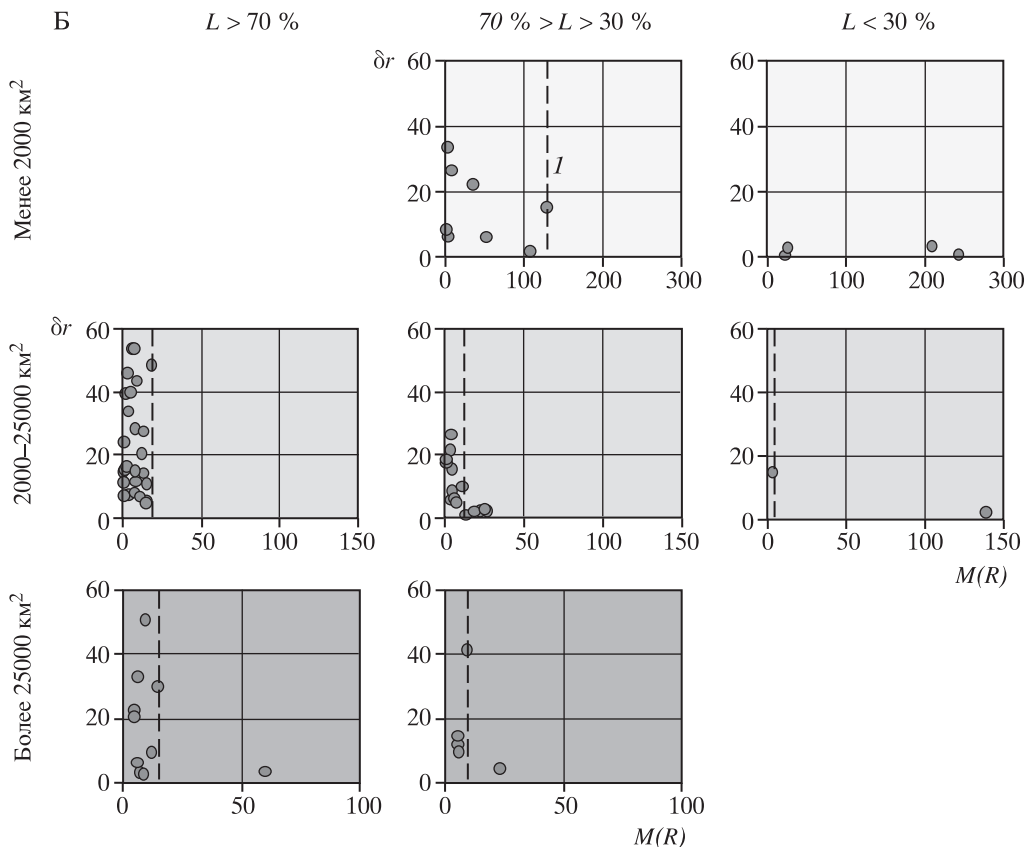 Б L > 70 % 70 % > L > 30 % L < 30 %
Менее 2000 км²
δr 60 60
40 40
1
20 20
0 0
0 100 200 300 0 100 200 300
2000–25000 км²
δr 60 60 60
40 40 40
20 20 20
0 0 0
0 50 100 150 0 50 100 150 0 50 100 150
M(R)
Более 25000 км²
60 60
40 40
20 20
0 0
0 50 100 0 50 100
M(R)